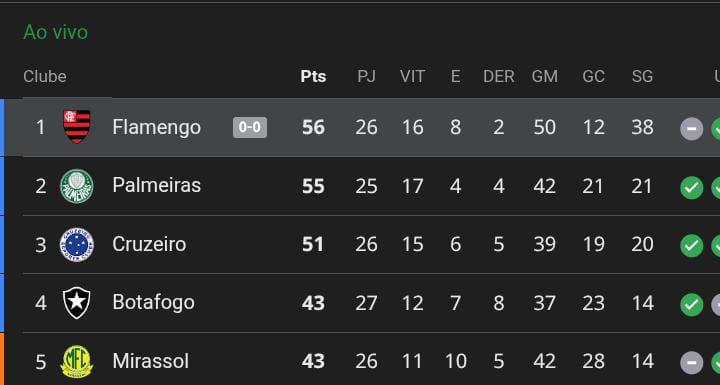 Ao vivo
Clube Pts PJ VIT E DER GM GC SG
1 Flamengo 0-0 56 26 16 8 2 50 12 38
2 PALMEIRAS Palmeiras 55 25 17 4 4 42 21 21
3 Cruzeiro 51 26 15 6 5 39 19 20
4 Botafogo 43 27 12 7 8 37 23 14
5 MFC Mirassol 43 26 11 10 5 42 28 14